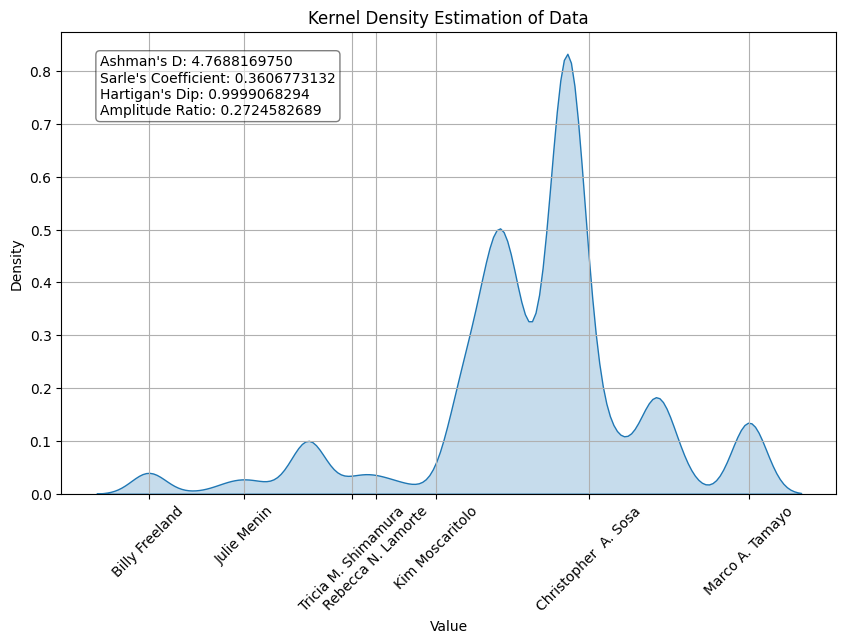 Kernel Density Estimation of Data
Ashman's D: 4.7688169750
Sarle's Coefficient: 0.3606773132
Hartigan's Dip: 0.9999068294
Amplitude Ratio: 0.2724582689
Density
0.8
0.7
0.6
0.5
0.4
0.3
0.2
0.1
0.0
Billy Freeland
Julie Menin
Tricia M. Shimamura
Rebecca N. Lamorte
Kim Moscaritolo
Christopher  A. Sosa
Marco A. Tamayo
Value